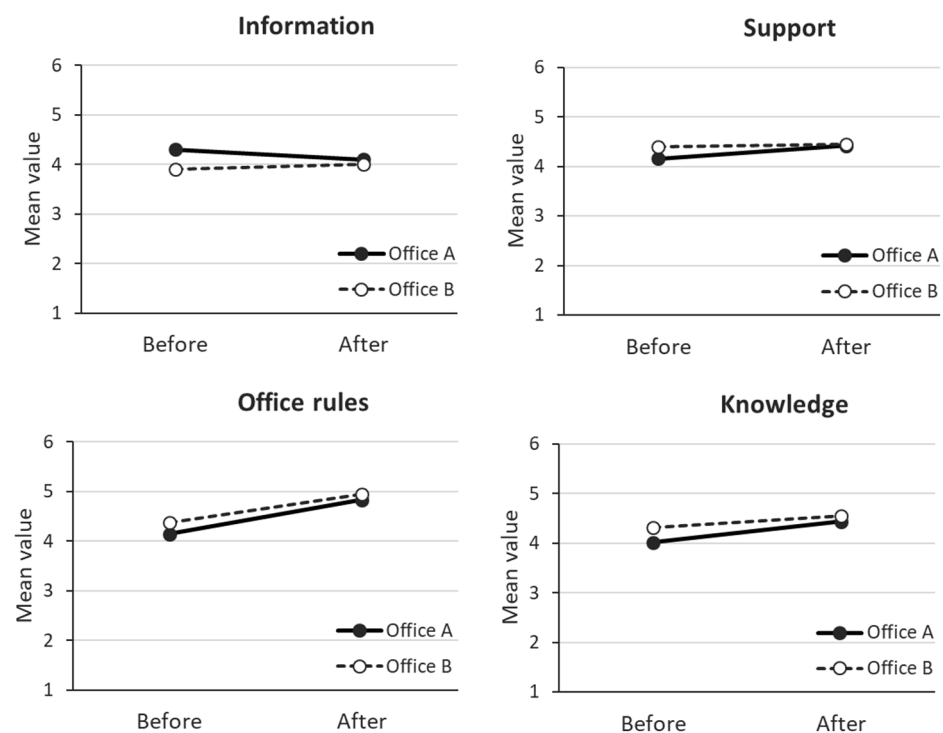 Information
6
5
4
3
2
1
Mean value
Office A
Office B
Before After
Support
6
5
4
3
2
1
Mean value
Office A
Office B
Before After
Office rules
6
5
4
3
2
1
Mean value
Office A
Office B
Before After
Knowledge
6
5
4
3
2
1
Mean value
Office A
Office B
Before After